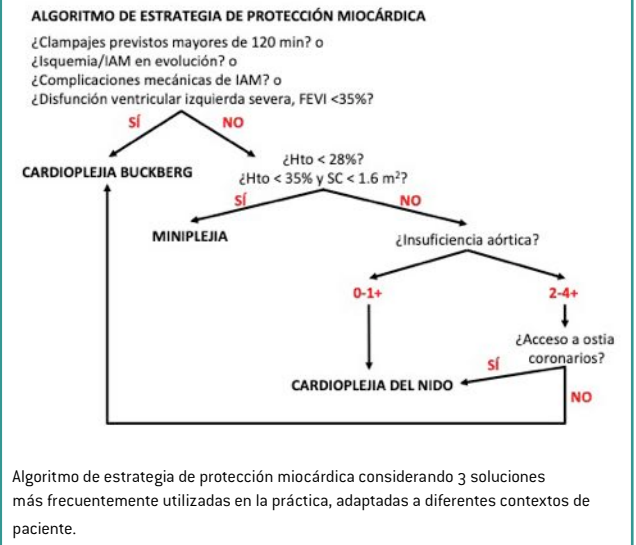 ALGORITMO DE ESTRATEGIA DE PROTECCIÓN MIOCÁRDICA
¿Clampajes previstos mayores de 120 min? o
¿Isquemia/IAM en evolución? o
¿Complicaciones mecánicas de IAM? o
¿Disfunción ventricular izquierda severa, FEVI <35%?
SÍ
NO
CARDIOPLEJIA BUCKBERG
¿Hto < 28%?
¿Hto < 35% y SC < 1.6 m²?
SÍ
NO
MINIPLEJIA
¿Insuficiencia aórtica?
0-1+
2-4+
¿Acceso a ostia
coronarios?
SÍ
NO
CARDIOPLEJIA DEL NIDO
Algoritmo de estrategia de protección miocárdica considerando 3 soluciones
más frecuentemente utilizadas en la práctica, adaptadas a diferentes contextos de
paciente.